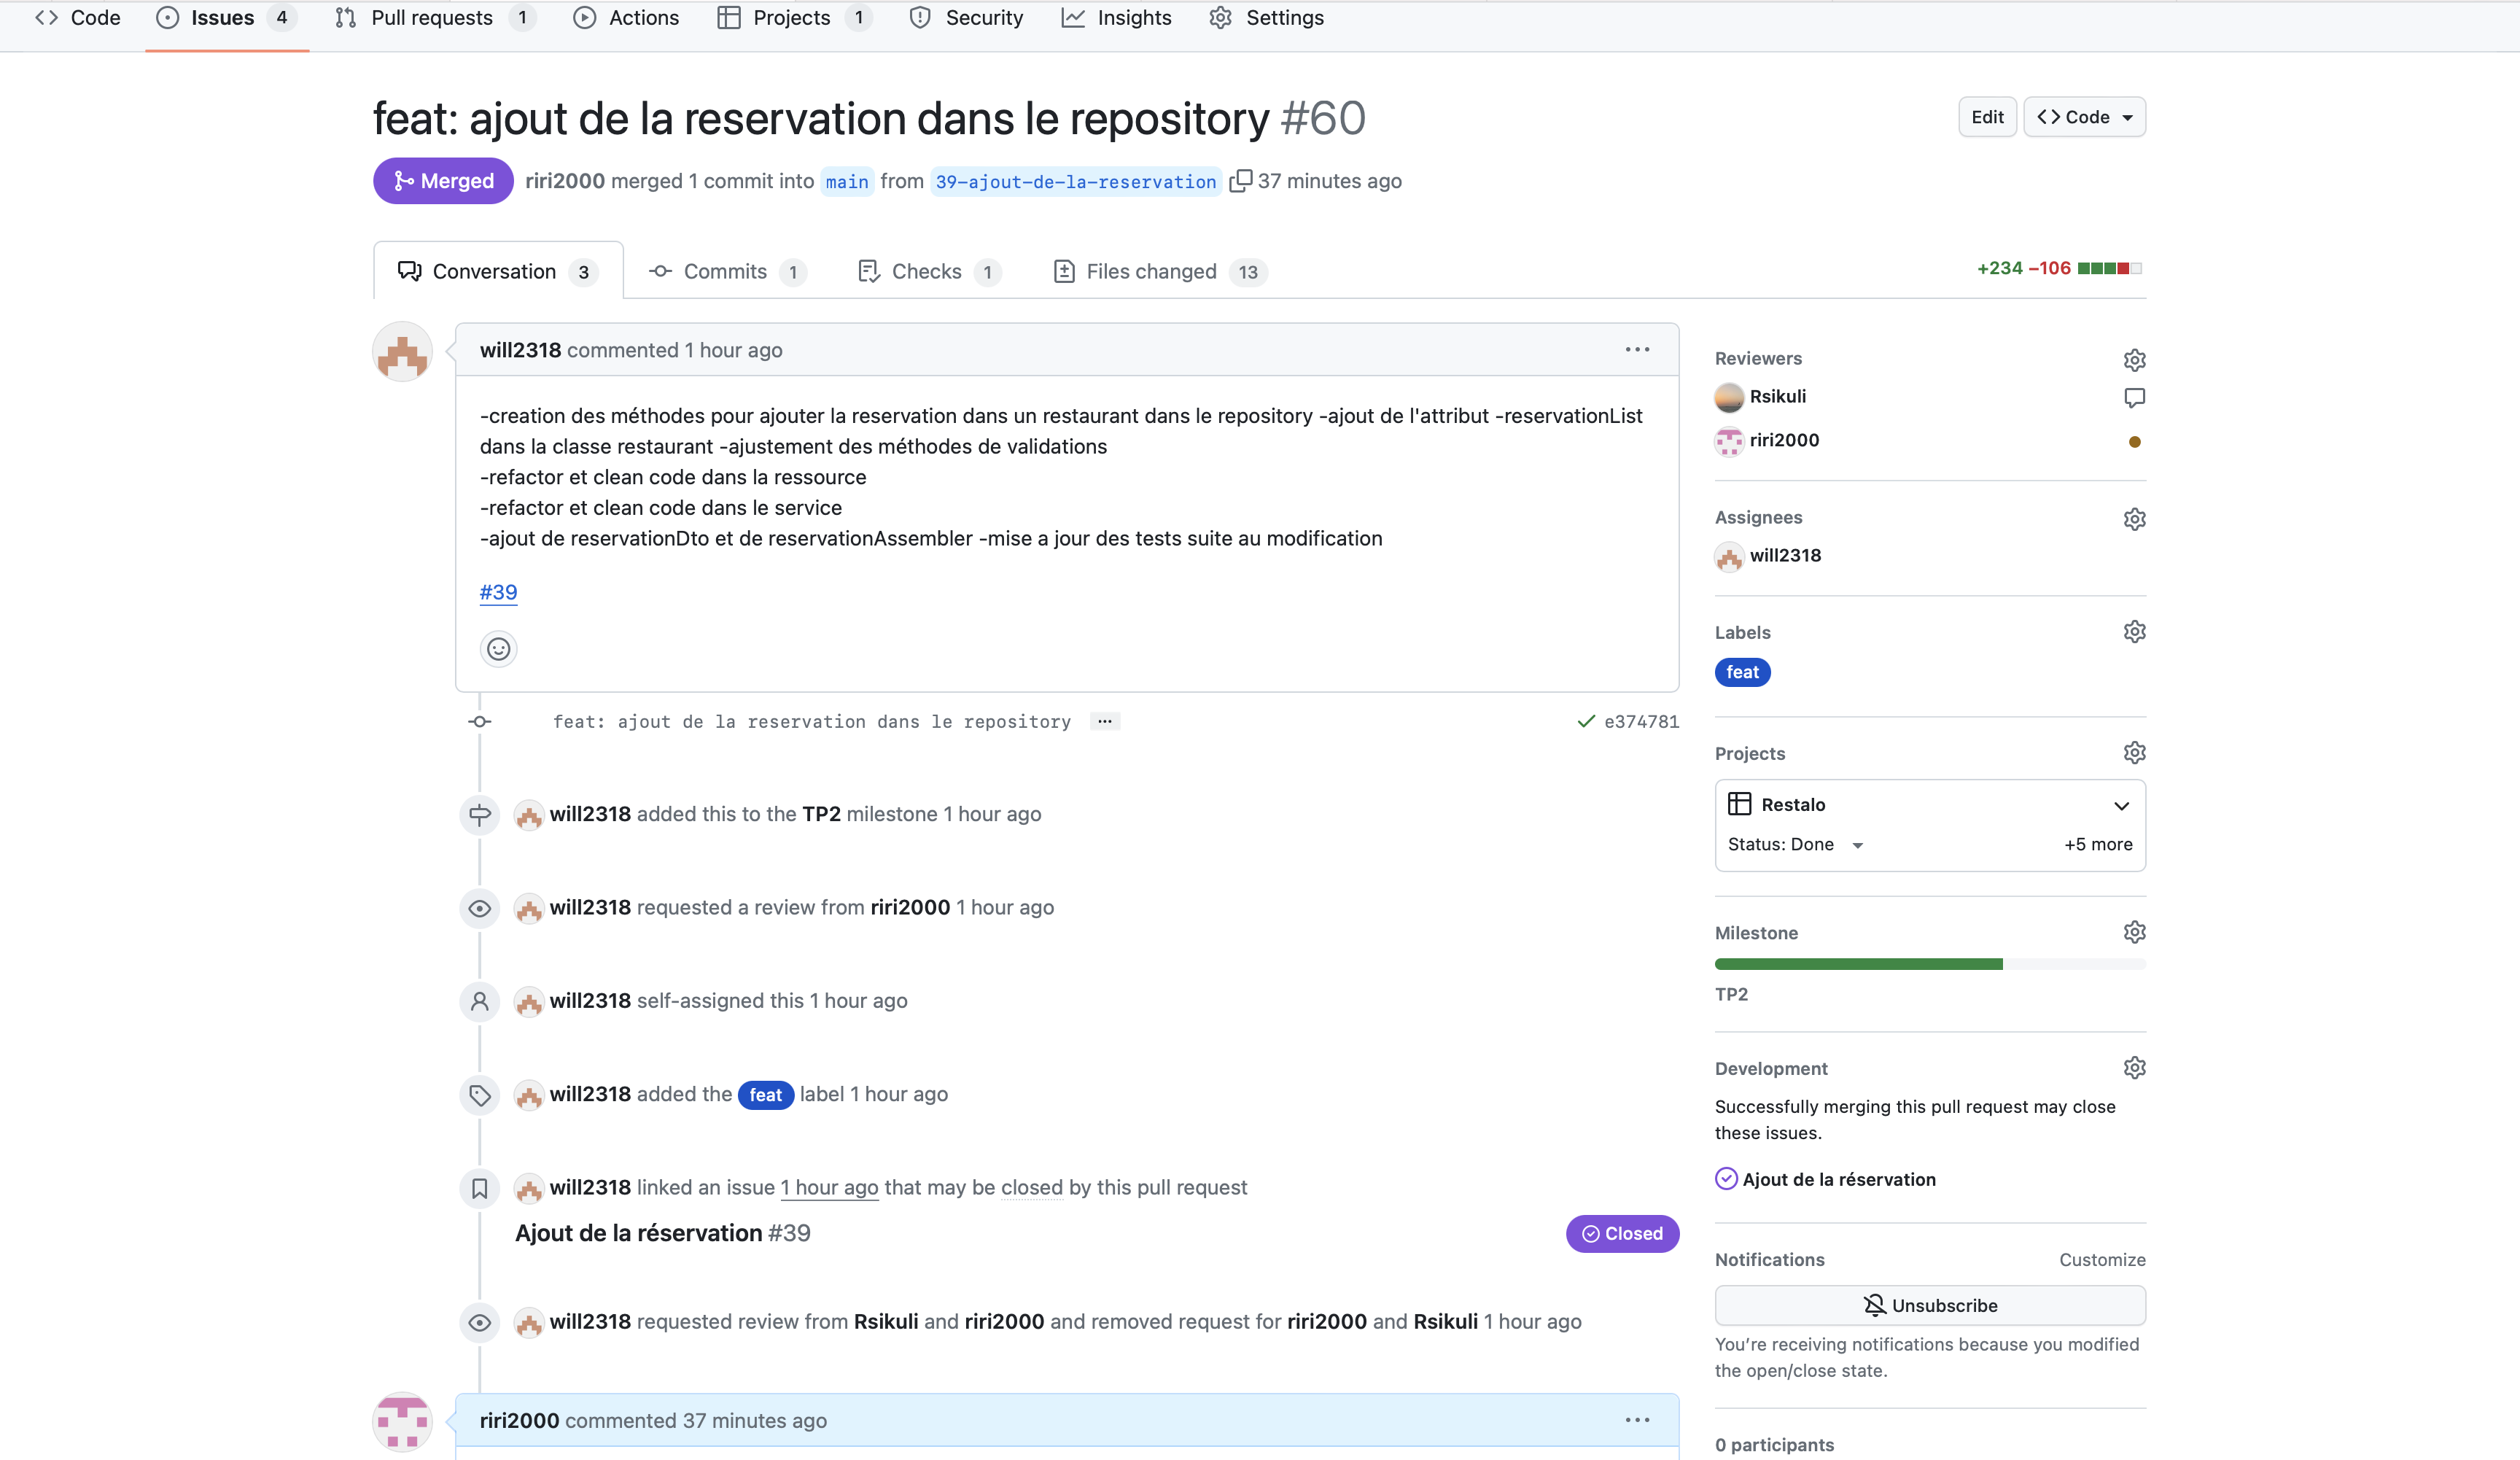 Code Issues 4 Pull requests 1 Actions Projects 1 Security Insights Settings
feat: ajout de la reservation dans le repository #60
Edit Code
Merged riri2000 merged 1 commit into main from 39-ajout-de-la-reservation 37 minutes ago
Conversation 3 Commits 1 Checks 1 Files changed 13
+234 −106
will2318 commented 1 hour ago
-creation des méthodes pour ajouter la reservation dans un restaurant dans le repository -ajout de l'attribut -reservationList
dans la classe restaurant -ajustement des méthodes de validations
-refactor et clean code dans la ressource
-refactor et clean code dans le service
-ajout de reservationDto et de reservationAssembler -mise a jour des tests suite au modification
#39
feat: ajout de la reservation dans le repository ... e374781
will2318 added this to the TP2 milestone 1 hour ago
will2318 requested a review from riri2000 1 hour ago
will2318 self-assigned this 1 hour ago
will2318 added the feat label 1 hour ago
will2318 linked an issue 1 hour ago that may be closed by this pull request
Ajout de la réservation #39
Closed
will2318 requested review from Rsikuli and riri2000 and removed request for riri2000 and Rsikuli 1 hour ago
riri2000 commented 37 minutes ago
Reviewers
Rsikuli
riri2000
Assignees
will2318
Labels
feat
Projects
Restalo
Status: Done +5 more
Milestone
TP2
Development
Successfully merging this pull request may close
these issues.
Ajout de la réservation
Notifications Customize
Unsubscribe
You're receiving notifications because you modified
the open/close state.
0 participants